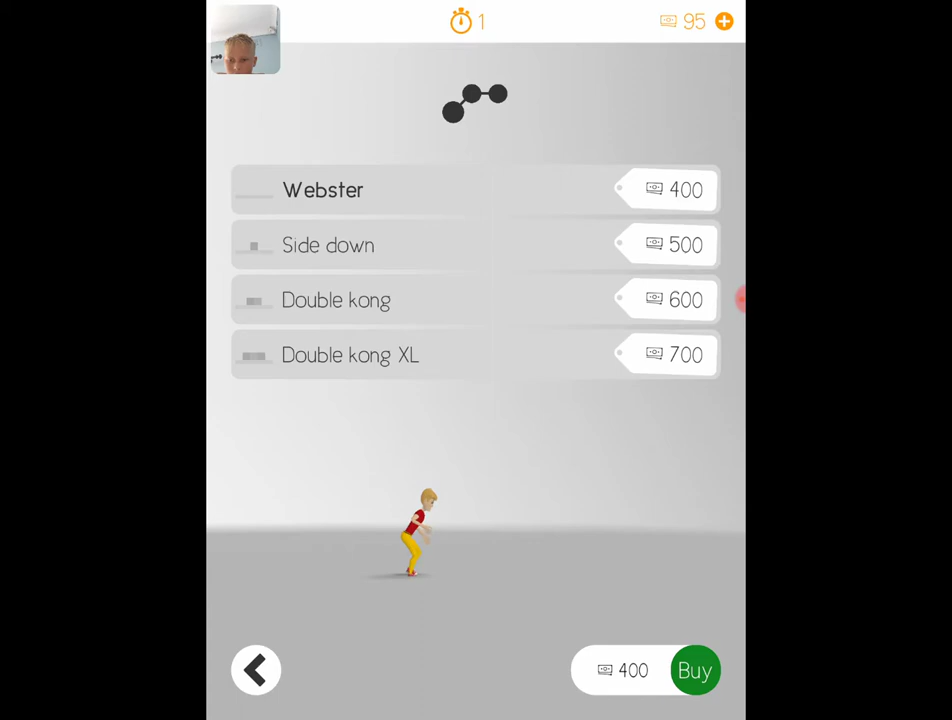 1
95
Webster 400
Side down 500
Double kong 600
Double kong XL 700
400 Buy